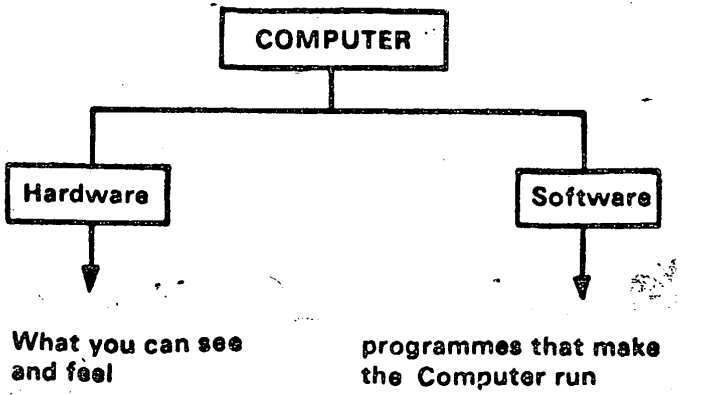 COMPUTER
Hardware
Software
What you can see
and feel
programmes that make
the Computer run